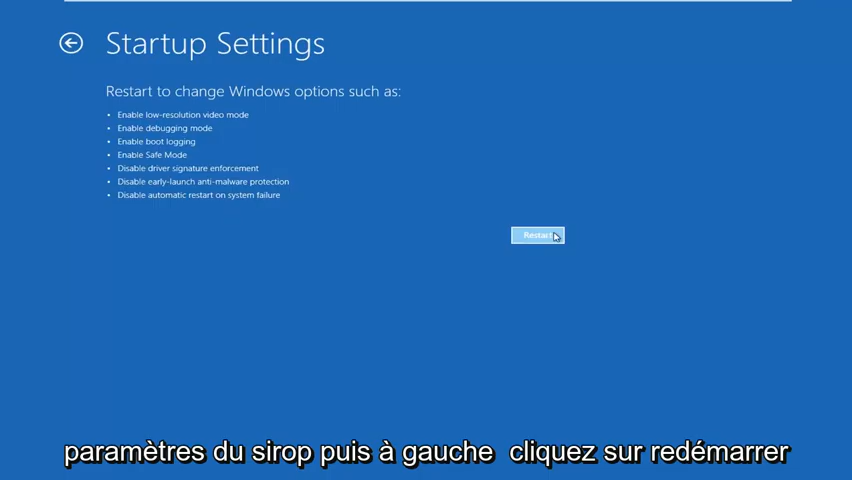 Startup Settings
Restart to change Windows options such as:
• Enable low-resolution video mode
• Enable debugging mode
• Enable boot logging
• Enable Safe Mode
• Disable driver signature enforcement
• Disable early-launch anti-malware protection
• Disable automatic restart on system failure
Restart
paramètres du sirop puis à gauche cliquez sur redémarrer